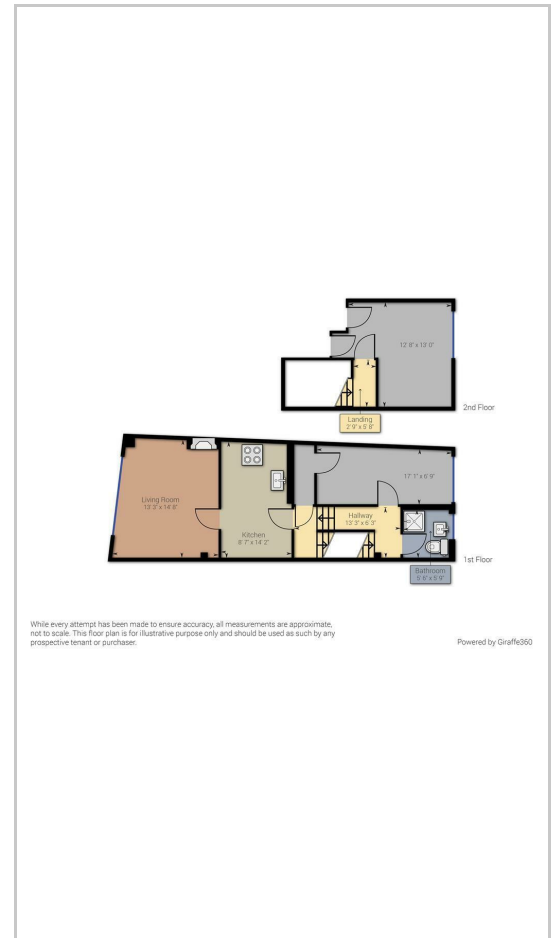 12' 8" x 13' 0"
2nd Floor
Landing
2' 9" x 5' 8"
Living Room
13' 3" x 14' 8"
17' 1" x 6' 9"
Hallway
13' 3" x 6' 3"
Kitchen
8' 7" x 14' 2"
1st Floor
Bathroom
5' 6" x 5' 9"
While every attempt has been made to ensure accuracy, all measurements are approximate,
not to scale. This floor plan is for illustrative purpose only and should be used as such by any
prospective tenant or purchaser.
Powered by Giraffe360